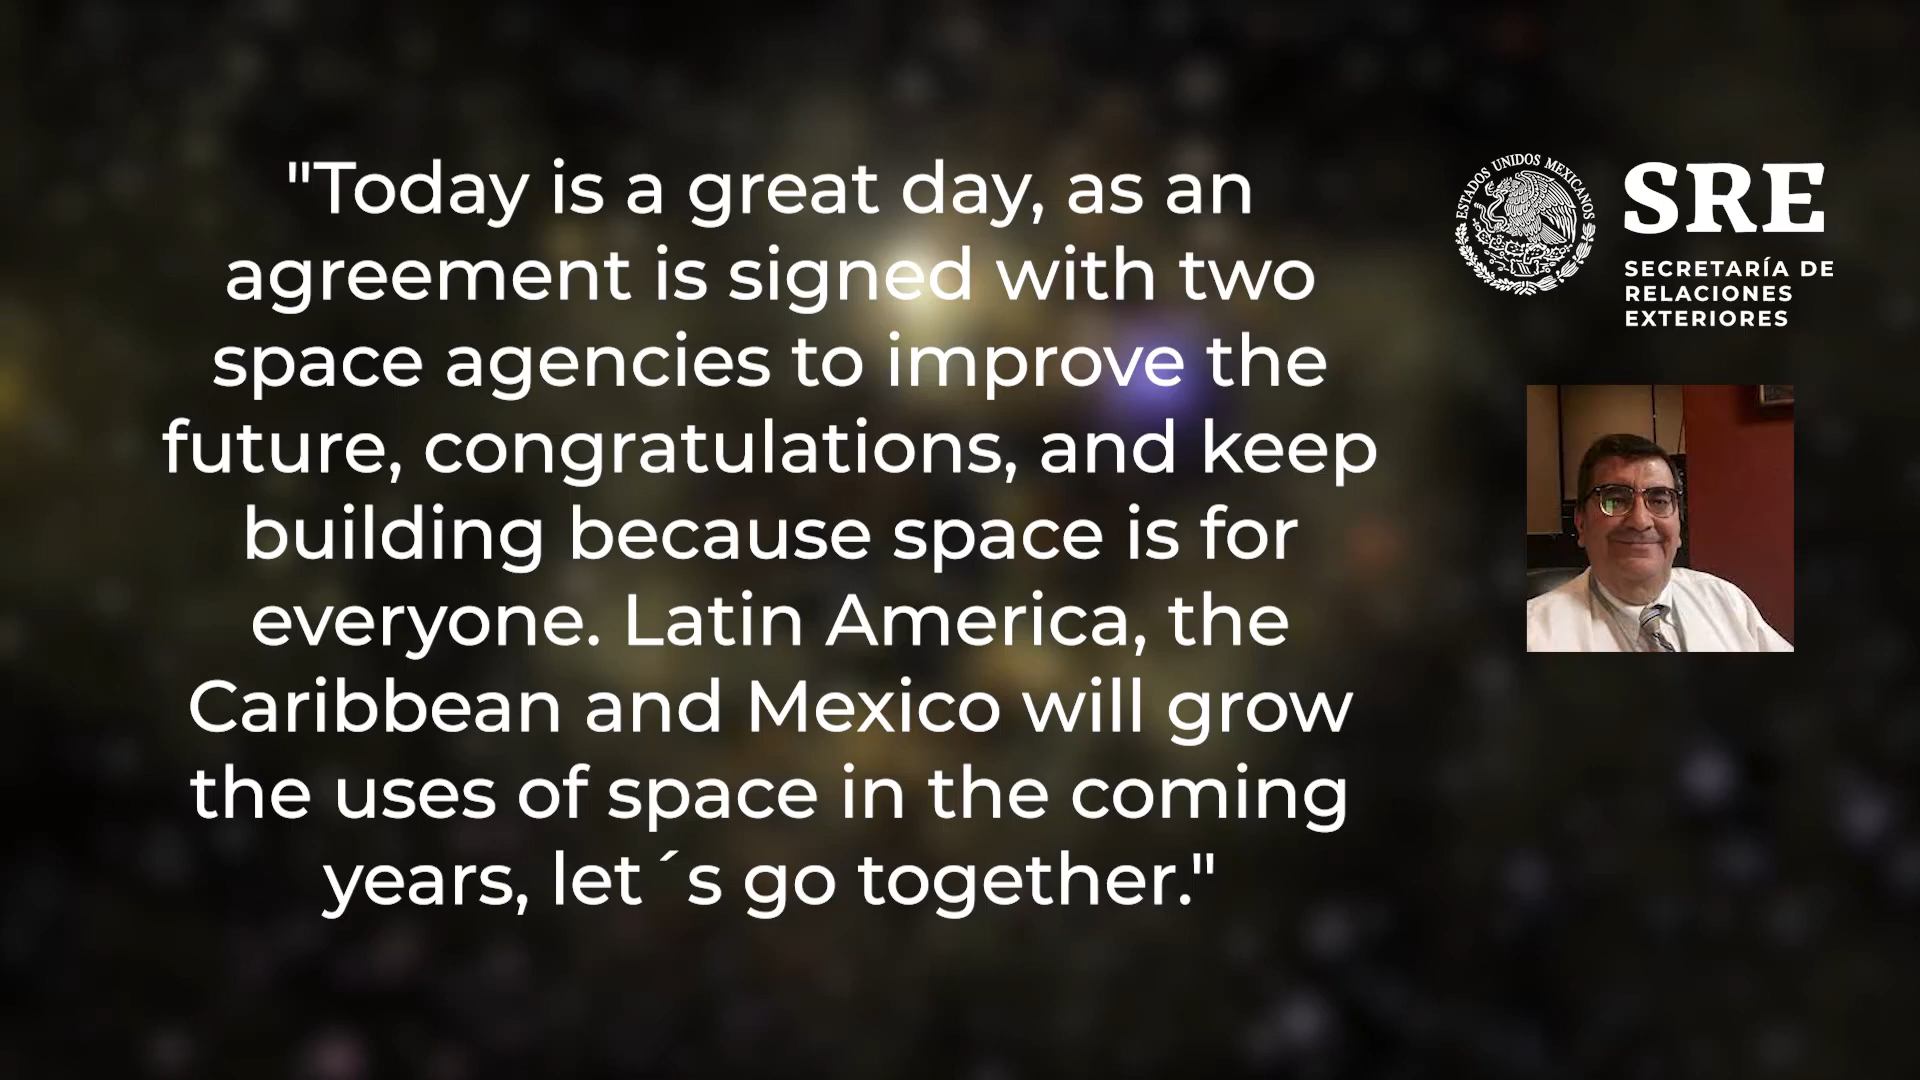 "Today is a great day, as an
agreement is signed with two
space agencies to improve the
future, congratulations, and keep
building because space is for
everyone. Latin America, the
Caribbean and Mexico will grow
the uses of space in the coming
years, let´s go together."
ESTADOS UNIDOS MEXICANOS
SRE
SECRETARÍA DE
RELACIONES
EXTERIORES